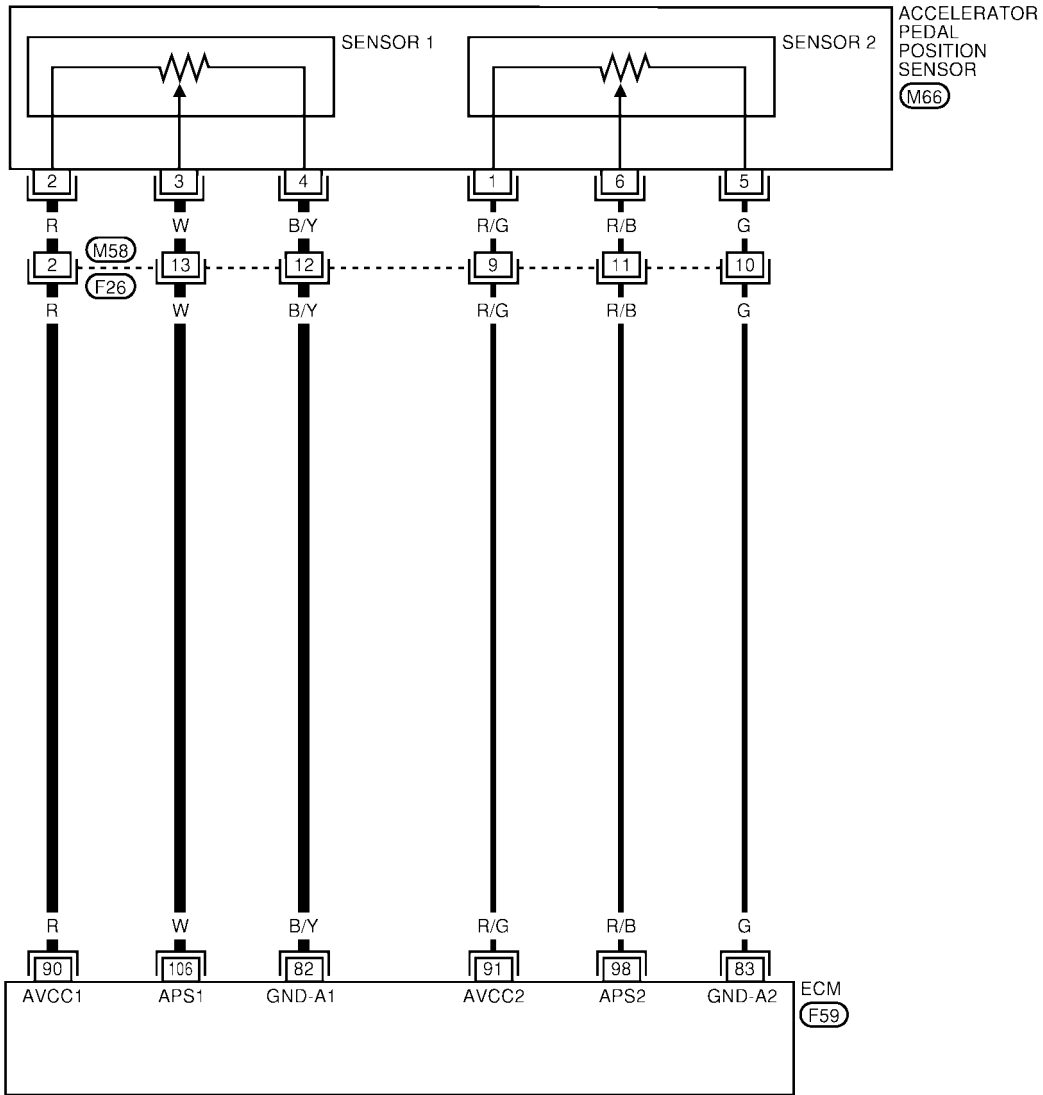 ACCELERATOR
PEDAL
POSITION
SENSOR
M66
SENSOR 1
SENSOR 2
2 3 4 1 6 5
R W B/Y R/G R/B G
M58
2 13 12 9 11 10
F26
R W B/Y R/G R/B G
R W B/Y R/G R/B G
90 106 82 91 98 83
AVCC1 APS1 GND-A1 AVCC2 APS2 GND-A2
ECM
F59